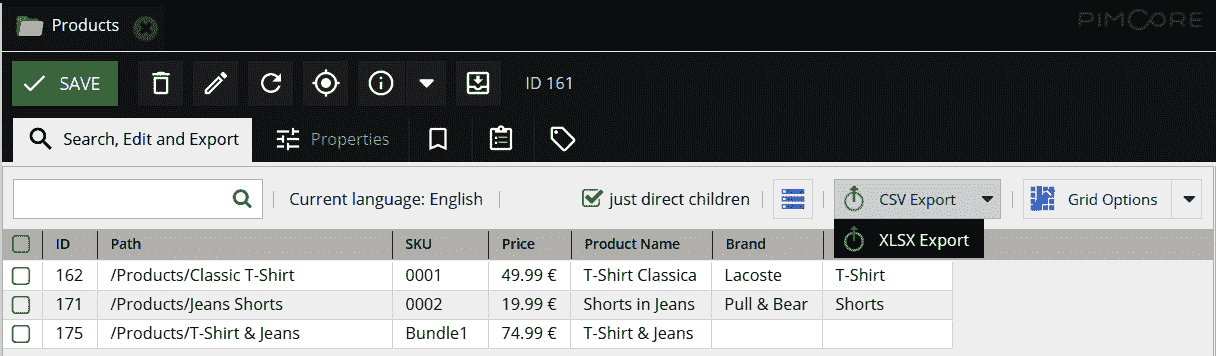 Products
PIMCORE
SAVE
ID 161
Search, Edit and Export
Properties
Current language: English
just direct children
CSV Export
Grid Options
XLSX Export
ID Path SKU Price Product Name Brand
162 /Products/Classic T-Shirt 0001 49.99 € T-Shirt Classica Lacoste T-Shirt
171 /Products/Jeans Shorts 0002 19.99 € Shorts in Jeans Pull & Bear Shorts
175 /Products/T-Shirt & Jeans Bundle1 74.99 € T-Shirt & Jeans